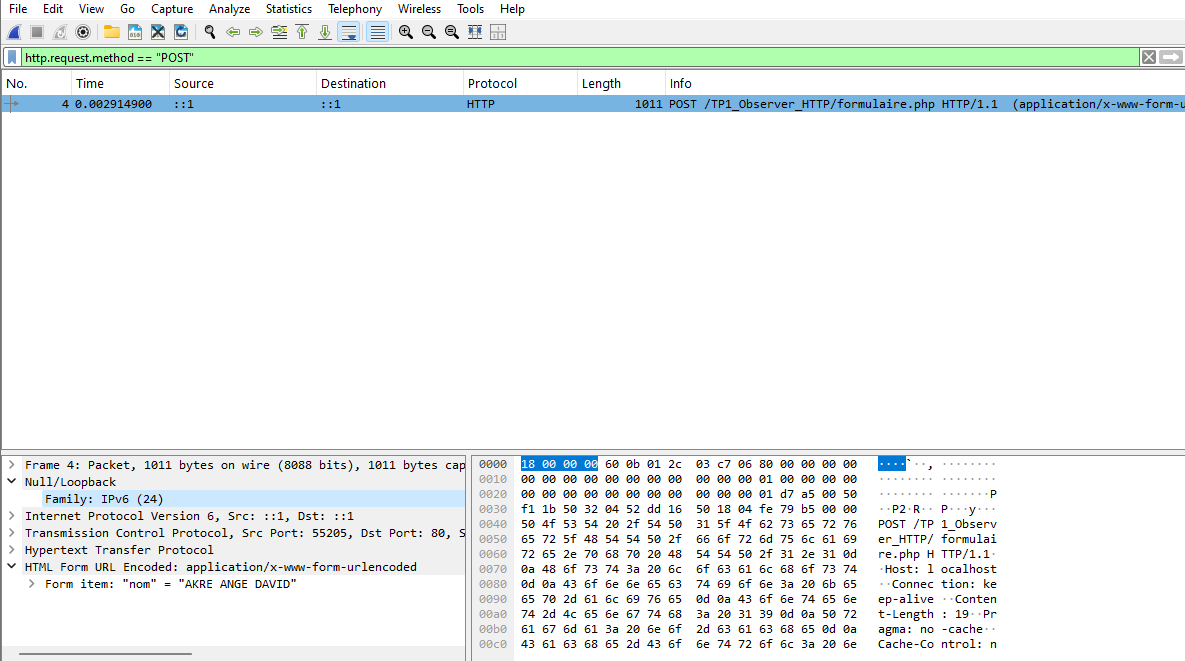 File Edit View Go Capture Analyze Statistics Telephony Wireless Tools Help
http.request.method == "POST"
No. Time Source Destination Protocol Length Info
4 0.002914900 ::1 ::1 HTTP 1011 POST /TP1_Observer_HTTP/formulaire.php HTTP/1.1 (application/x-www-form-u
Frame 4: Packet, 1011 bytes on wire (8088 bits), 1011 bytes cap
Null/Loopback
Family: IPv6 (24)
Internet Protocol Version 6, Src: ::1, Dst: ::1
Transmission Control Protocol, Src Port: 55205, Dst Port: 80, S
Hypertext Transfer Protocol
HTML Form URL Encoded: application/x-www-form-urlencoded
Form item: "nom" = "AKRE ANGE DAVID"
0000 18 00 00 00 60 0b 01 2c 03 c7 06 80 00 00 00 00 ····`··, ········
0010 00 00 00 00 00 00 00 00 00 00 00 01 00 00 00 00 ········ ········
0020 00 00 00 00 00 00 00 00 00 00 00 01 d7 a5 00 50 ········ ·······P
0030 f1 1b 50 32 04 52 dd 16 50 18 04 fe 79 b5 00 00 ··P2·R·· P···y···
0040 50 4f 53 54 20 2f 54 50 31 5f 4f 62 73 65 72 76 POST /TP 1_Observ
0050 65 72 5f 48 54 54 50 2f 66 6f 72 6d 75 6c 61 69 er_HTTP/ formulai
0060 72 65 2e 70 68 70 20 48 54 54 50 2f 31 2e 31 0d re.php H TTP/1.1·
0070 0a 48 6f 73 74 3a 20 6c 6f 63 61 6c 68 6f 73 74 ·Host: l ocalhost
0080 0d 0a 43 6f 6e 6e 65 63 74 69 6f 6e 3a 20 6b 65 ··Connec tion: ke
0090 65 70 2d 61 6c 69 76 65 0d 0a 43 6f 6e 74 65 6e ep-alive ··Conten
00a0 74 2d 4c 65 6e 67 74 68 3a 20 31 39 0d 0a 50 72 t-Length : 19··Pr
00b0 61 67 6d 61 3a 20 6e 6f 2d 63 61 63 68 65 0d 0a agma: no -cache··
00c0 43 61 63 68 65 2d 43 6f 6e 74 72 6f 6c 3a 20 6e Cache-Co ntrol: n